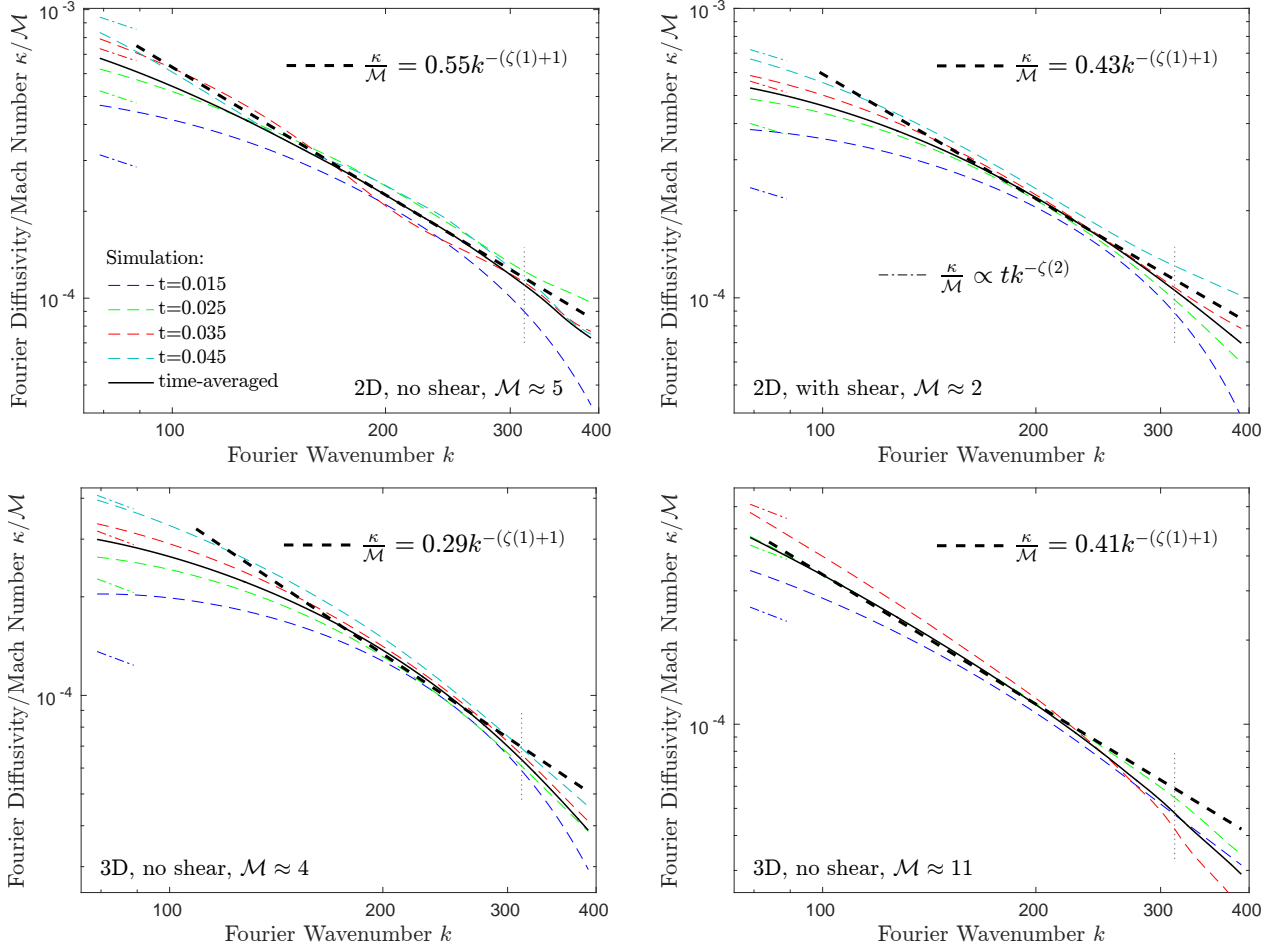 Fourier Diffusivity/Mach Number κ/ℳ
10⁻³
10⁻⁴
κ/ℳ = 0.55k^{-(ζ(1)+1)}
Simulation:
t=0.015
t=0.025
t=0.035
t=0.045
time-averaged
2D, no shear, ℳ ≈ 5
100
200
300
400
Fourier Wavenumber k
Fourier Diffusivity/Mach Number κ/ℳ
10⁻³
10⁻⁴
κ/ℳ = 0.43k^{-(ζ(1)+1)}
κ/ℳ ∝ tk^{-ζ(2)}
2D, with shear, ℳ ≈ 2
100
200
300
400
Fourier Wavenumber k
Fourier Diffusivity/Mach Number κ/ℳ
10⁻⁴
κ/ℳ = 0.29k^{-(ζ(1)+1)}
3D, no shear, ℳ ≈ 4
100
200
300
400
Fourier Wavenumber k
Fourier Diffusivity/Mach Number κ/ℳ
10⁻⁴
κ/ℳ = 0.41k^{-(ζ(1)+1)}
3D, no shear, ℳ ≈ 11
100
200
300
400
Fourier Wavenumber k